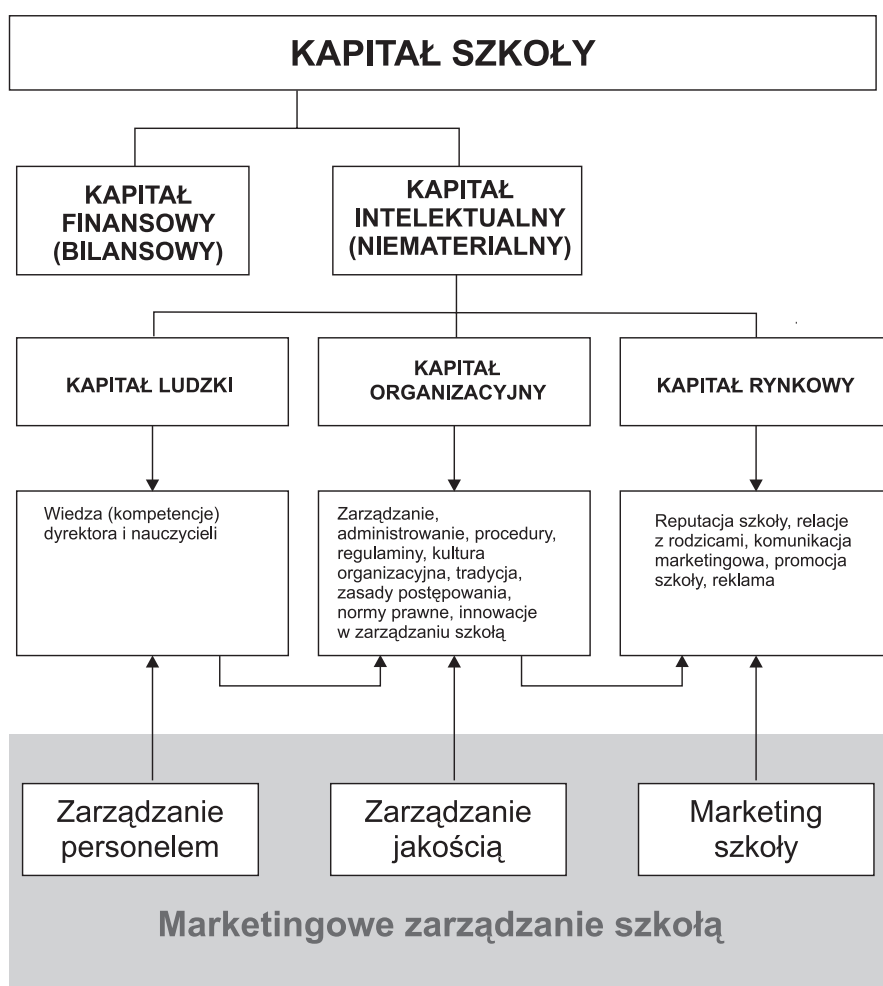 KAPITAŁ SZKOŁY
KAPITAŁ
FINANSOWY
(BILANSOWY)
KAPITAŁ
INTELEKTUALNY
(NIEMATERIALNY)
KAPITAŁ LUDZKI
KAPITAŁ
ORGANIZACYJNY
KAPITAŁ RYNKOWY
Wiedza (kompetencje)
dyrektora i nauczycieli
Zarządzanie,
administrowanie, procedury,
regulaminy, kultura
organizacyjna, tradycja,
zasady postępowania,
normy prawne, innowacje
w zarządzaniu szkołą
Reputacja szkoły, relacje
z rodzicami, komunikacja
marketingowa, promocja
szkoły, reklama
Zarządzanie
personelem
Zarządzanie
jakością
Marketing
szkoły
Marketingowe zarządzanie szkołą